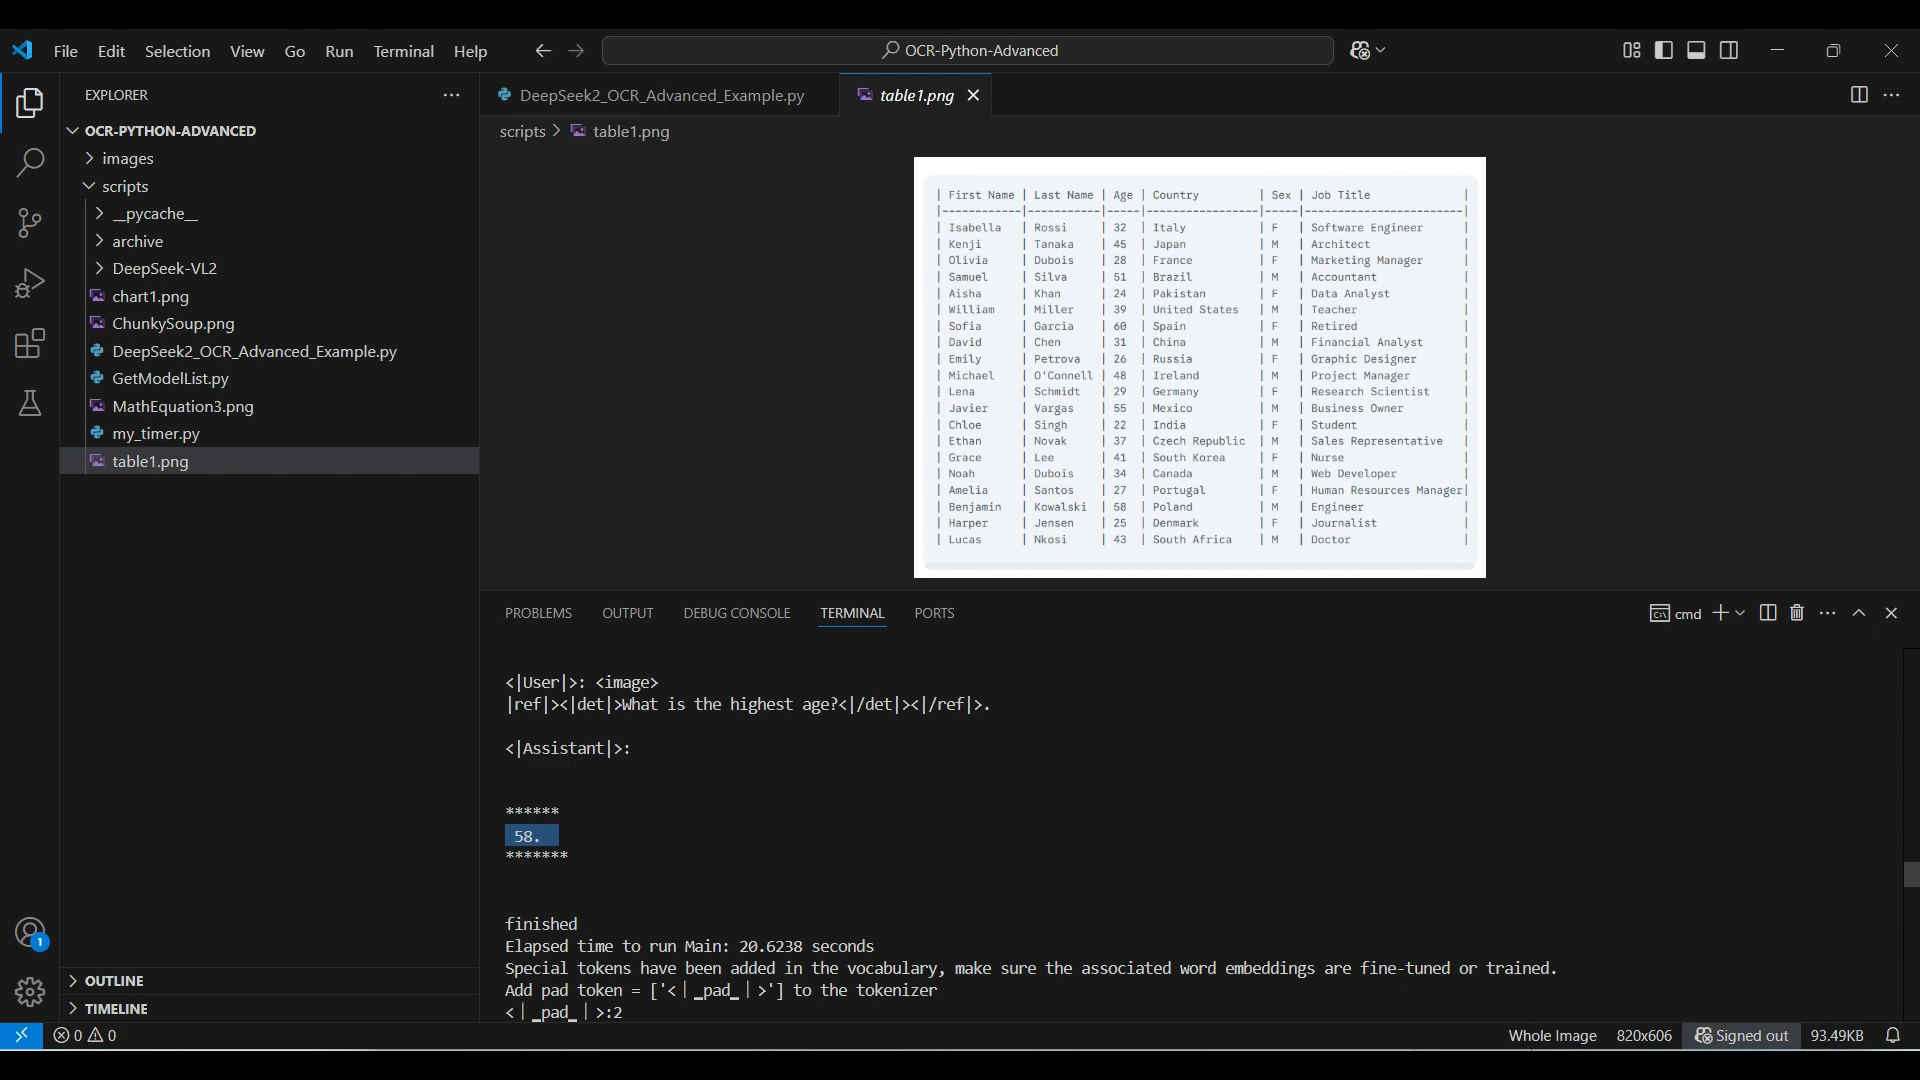 File Edit Selection View Go Run Terminal Help
OCR-Python-Advanced
EXPLORER
OCR-PYTHON-ADVANCED
images
scripts
__pycache__
archive
DeepSeek-VL2
chart1.png
ChunkySoup.png
DeepSeek2_OCR_Advanced_Example.py
GetModelList.py
MathEquation3.png
my_timer.py
table1.png
OUTLINE
TIMELINE
DeepSeek2_OCR_Advanced_Example.py table1.png
scripts > table1.png
| First Name | Last Name | Age | Country | Sex | Job Title |
|------------|-----------|-----|-----------------|-----|------------------------|
| Isabella | Rossi | 32 | Italy | F | Software Engineer |
| Kenji | Tanaka | 45 | Japan | M | Architect |
| Olivia | Dubois | 28 | France | F | Marketing Manager |
| Samuel | Silva | 51 | Brazil | M | Accountant |
| Aisha | Khan | 24 | Pakistan | F | Data Analyst |
| William | Miller | 39 | United States | M | Teacher |
| Sofia | Garcia | 60 | Spain | F | Retired |
| David | Chen | 31 | China | M | Financial Analyst |
| Emily | Petrova | 26 | Russia | F | Graphic Designer |
| Michael | O'Connell | 48 | Ireland | M | Project Manager |
| Lena | Schmidt | 29 | Germany | F | Research Scientist |
| Javier | Vargas | 55 | Mexico | M | Business Owner |
| Chloe | Singh | 22 | India | F | Student |
| Ethan | Novak | 37 | Czech Republic | M | Sales Representative |
| Grace | Lee | 41 | South Korea | F | Nurse |
| Noah | Dubois | 34 | Canada | M | Web Developer |
| Amelia | Santos | 27 | Portugal | F | Human Resources Manager|
| Benjamin | Kowalski | 58 | Poland | M | Engineer |
| Harper | Jensen | 25 | Denmark | F | Journalist |
| Lucas | Nkosi | 43 | South Africa | M | Doctor |
PROBLEMS OUTPUT DEBUG CONSOLE TERMINAL PORTS
cmd
<|User|>: <image>
|ref|><|det|>What is the highest age?<|/det|><|/ref|>.
<|Assistant|>:
******
58.
*******
finished
Elapsed time to run Main: 20.6238 seconds
Special tokens have been added in the vocabulary, make sure the associated word embeddings are fine-tuned or trained.
Add pad token = ['<|▁pad▁|>'] to the tokenizer
<|▁pad▁|>:2
1
0 0
Whole Image 820x606 Signed out 93.49KB